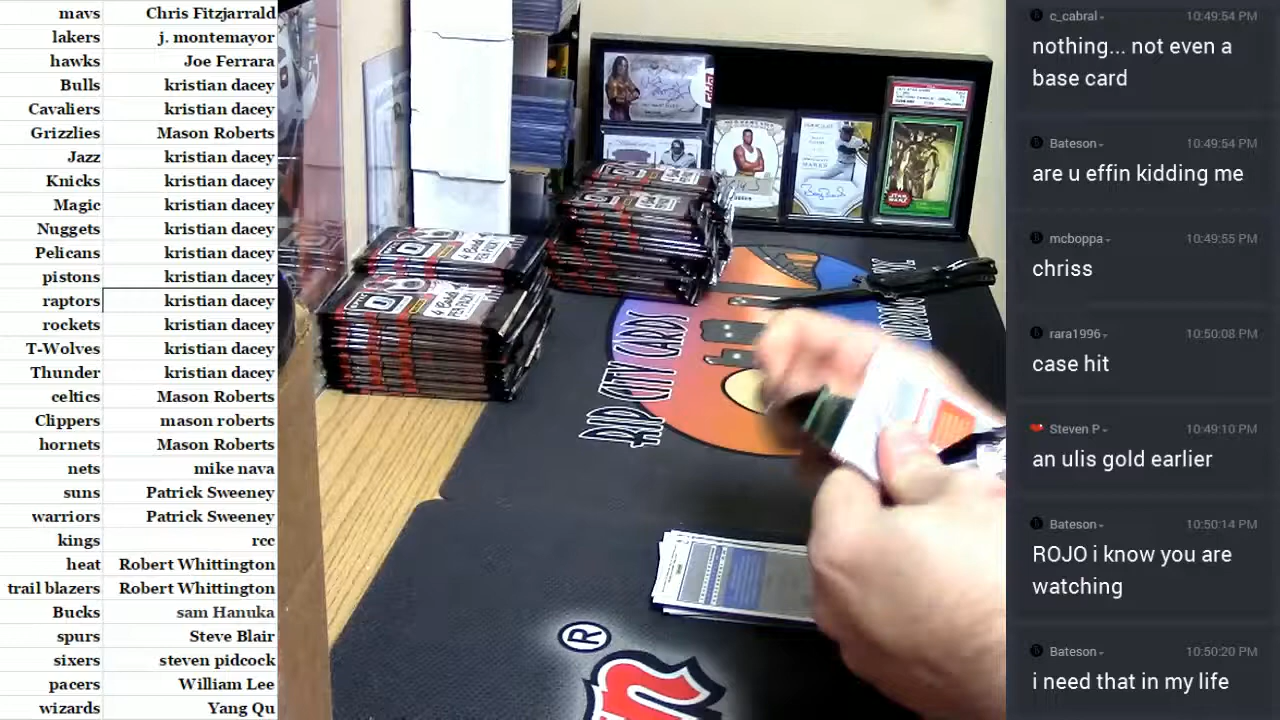 mavs Chris Fitzjarrald
lakers j. montemayor
hawks Joe Ferrara
Bulls kristian dacey
Cavaliers kristian dacey
Grizzlies Mason Roberts
Jazz kristian dacey
Knicks kristian dacey
Magic kristian dacey
Nuggets kristian dacey
Pelicans kristian dacey
pistons kristian dacey
raptors kristian dacey
rockets kristian dacey
T-Wolves kristian dacey
Thunder kristian dacey
celtics Mason Roberts
Clippers mason roberts
hornets Mason Roberts
nets mike nava
suns Patrick Sweeney
warriors Patrick Sweeney
kings rcc
heat Robert Whittington
trail blazers Robert Whittington
Bucks sam Hanuka
spurs Steve Blair
sixers steven pidcock
pacers William Lee
wizards Yang Qu
RIP CITY CARDS
STAR WARS
®
c_cabral 10:49:54 PM
nothing... not even a
base card
Bateson 10:49:54 PM
are u effin kidding me
mcboppa 10:49:55 PM
chriss
rara1996 10:50:08 PM
case hit
Steven P 10:49:10 PM
an ulis gold earlier
Bateson 10:50:14 PM
ROJO i know you are
watching
Bateson 10:50:20 PM
i need that in my life